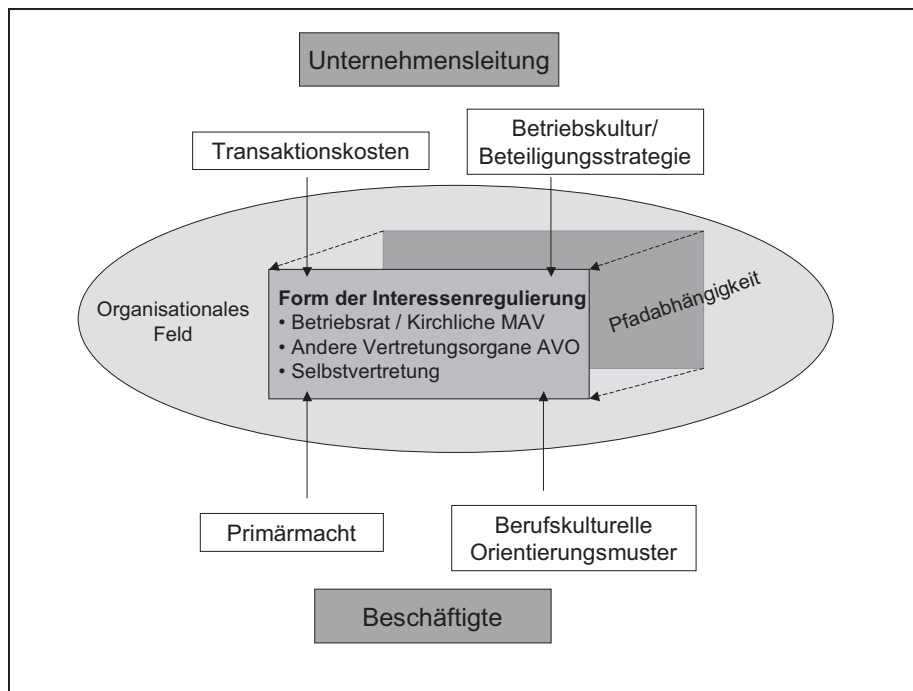 Unternehmensleitung
Transaktionskosten
Betriebskultur/
Beteiligungsstrategie
Organisationales
Feld
Form der Interessenregulierung
• Betriebsrat / Kirchliche MAV
• Andere Vertretungsorgane AVO
• Selbstvertretung
Pfadabhängigkeit
Primärmacht
Berufskulturelle
Orientierungsmuster
Beschäftigte